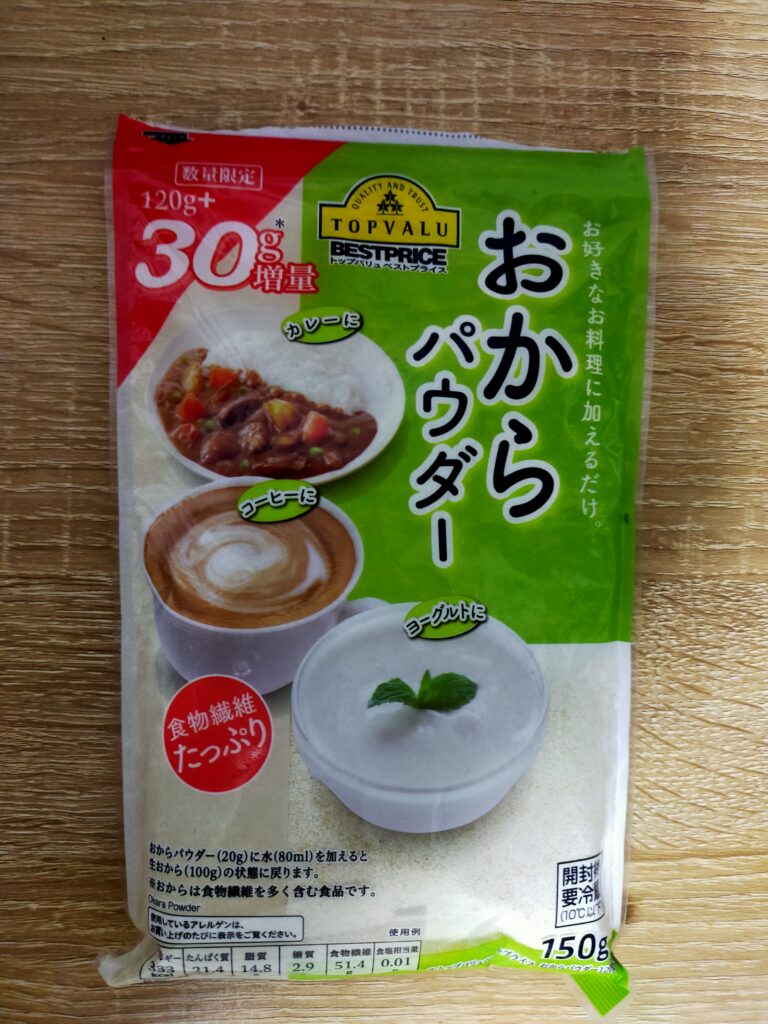 数量限定
120g+
30g*
増量
QUALITY AND TRUST
TOPVALU
BESTPRICE
トップバリュ ベストプライス
お好きなお料理に加えるだけ。
おから
パウダー
カレーに
コーヒーに
ヨーグルトに
食物繊維
たっぷり
おからパウダー(20g)に水(80ml)を加えると
生おから(100g)の状態に戻ります。
※おからは食物繊維を多く含む食品です。
Okara Powder
使用しているアレルゲンは、
お買い上げのたびに表示をご覧ください。
使用例
開封
要冷
(10℃以下
150g
たんぱく質 脂質 糖質 食物繊維 食塩相当量
333 21.4 14.8 2.9 51.4 0.01
kcal